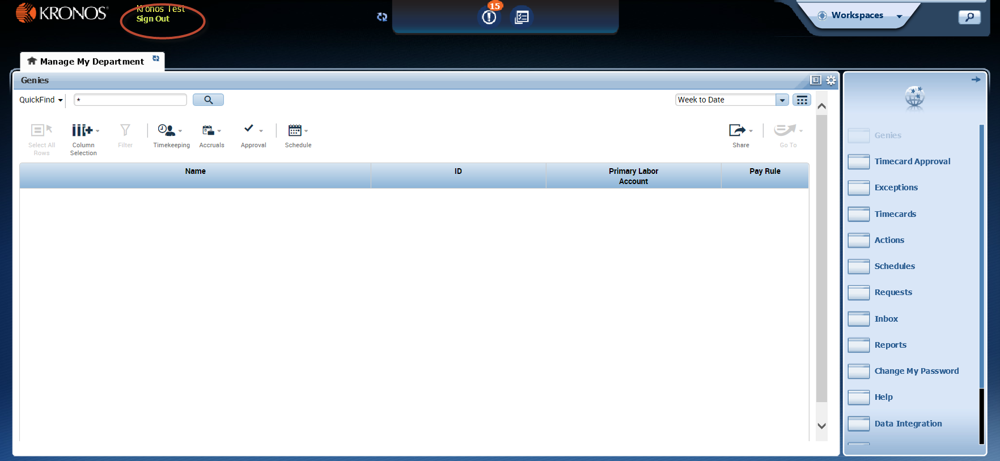 KRONOS
Kronos Test
Sign Out
15
Workspaces
Manage My Department
Genies
QuickFind
*
Week to Date
Select All
Rows
Column
Selection
Filter
Timekeeping
Accruals
Approval
Schedule
Share
Go To
Name
ID
Primary Labor
Account
Pay Rule
Genies
Timecard Approval
Exceptions
Timecards
Actions
Schedules
Requests
Inbox
Reports
Change My Password
Help
Data Integration